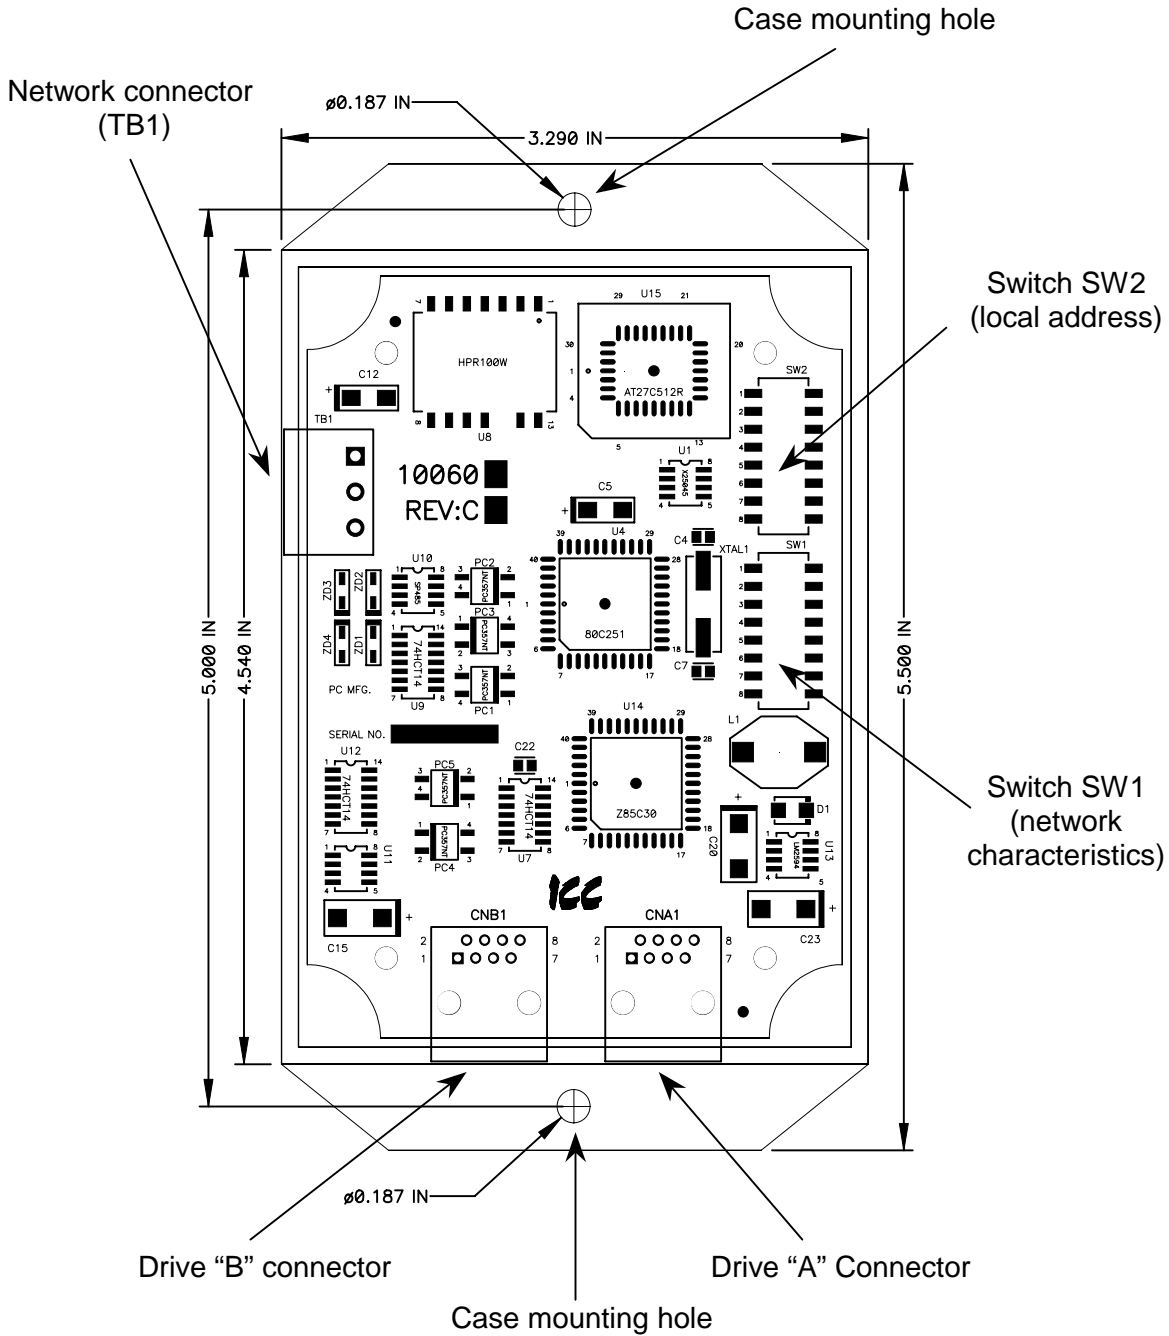 Case mounting hole
Network connector
(TB1)
ø0.187 IN
3.290 IN
Switch SW2
(local address)
29 U15 21
7 1
HPR100W
30 20
1
4
AT27C512R
5 13
C12
+
TB1
8 13
U8
SW2
1
2
3
4
5
6
7
8
10060
REV:C
U1
1 8
X25045
4 5
C5
+
U4
39 29
40 28
1
80C251
6 18
7 17
C4
XTAL1
C7
SW1
1
2
3
4
5
6
7
8
U10
1 8
SP485
4 5
PC2
3 2
PC357NT
4 1
PC3
1 4
PC357NT
2 3
3 2
PC357NT
4 1
PC1
ZD3
ZD2
ZD4
ZD1
1 14
74HCT14
7 8
U9
PC MFG.
5.000 IN
4.540 IN
5.500 IN
SERIAL NO.
U14
39 29
40 28
1
Z85C30
6 18
7 17
L1
U12
1 14
74HCT14
7 8
PC5
3 2
PC357NT
4 1
1 4
PC357NT
2 3
PC4
C22
1 14
74HCT14
7 8
U7
+
C20
D1
1 8
LM2594
4 5
U13
Switch SW1
(network
characteristics)
1 8
4 5
U11
+
C15
ICC
+
C23
CNB1
2 8
1 7
CNA1
2 8
1 7
ø0.187 IN
Drive “B” connector
Drive “A” Connector
Case mounting hole